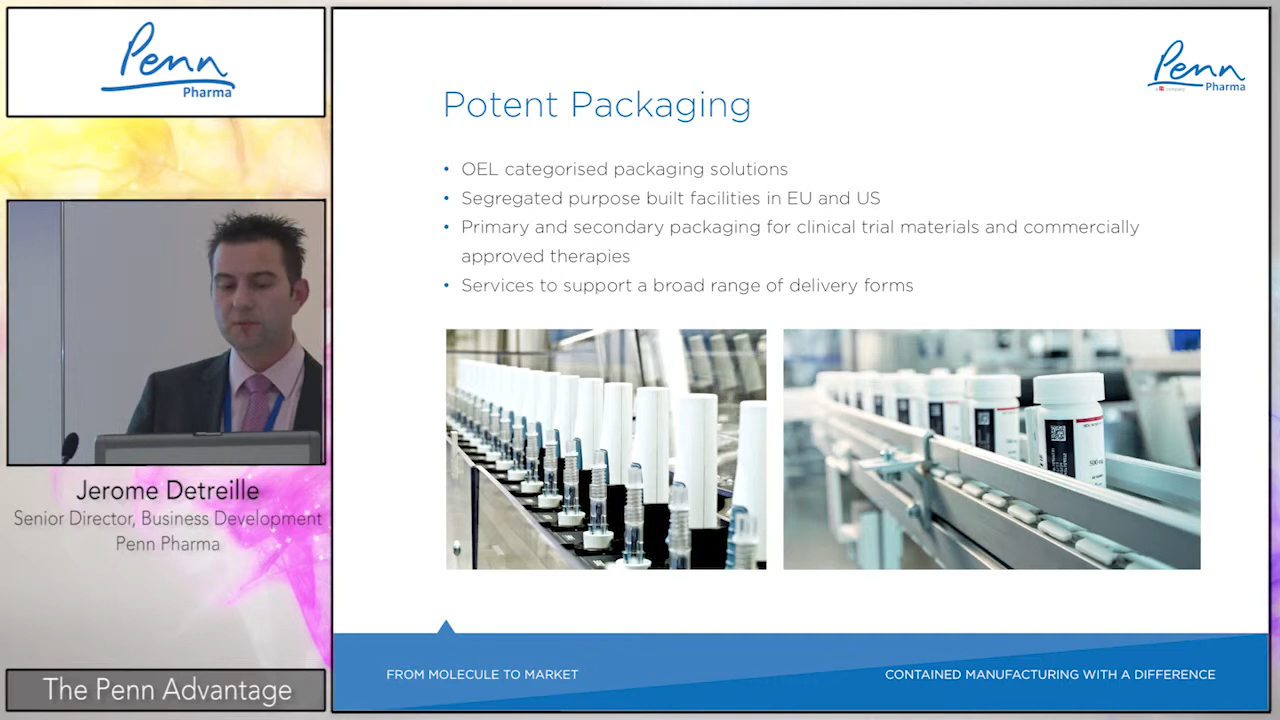 Penn
Pharma
Jerome Detreille
Senior Director, Business Development
Penn Pharma
The Penn Advantage
Penn
Pharma
Potent Packaging
• OEL categorised packaging solutions
• Segregated purpose built facilities in EU and US
• Primary and secondary packaging for clinical trial materials and commercially
approved therapies
• Services to support a broad range of delivery forms
FROM MOLECULE TO MARKET
CONTAINED MANUFACTURING WITH A DIFFERENCE